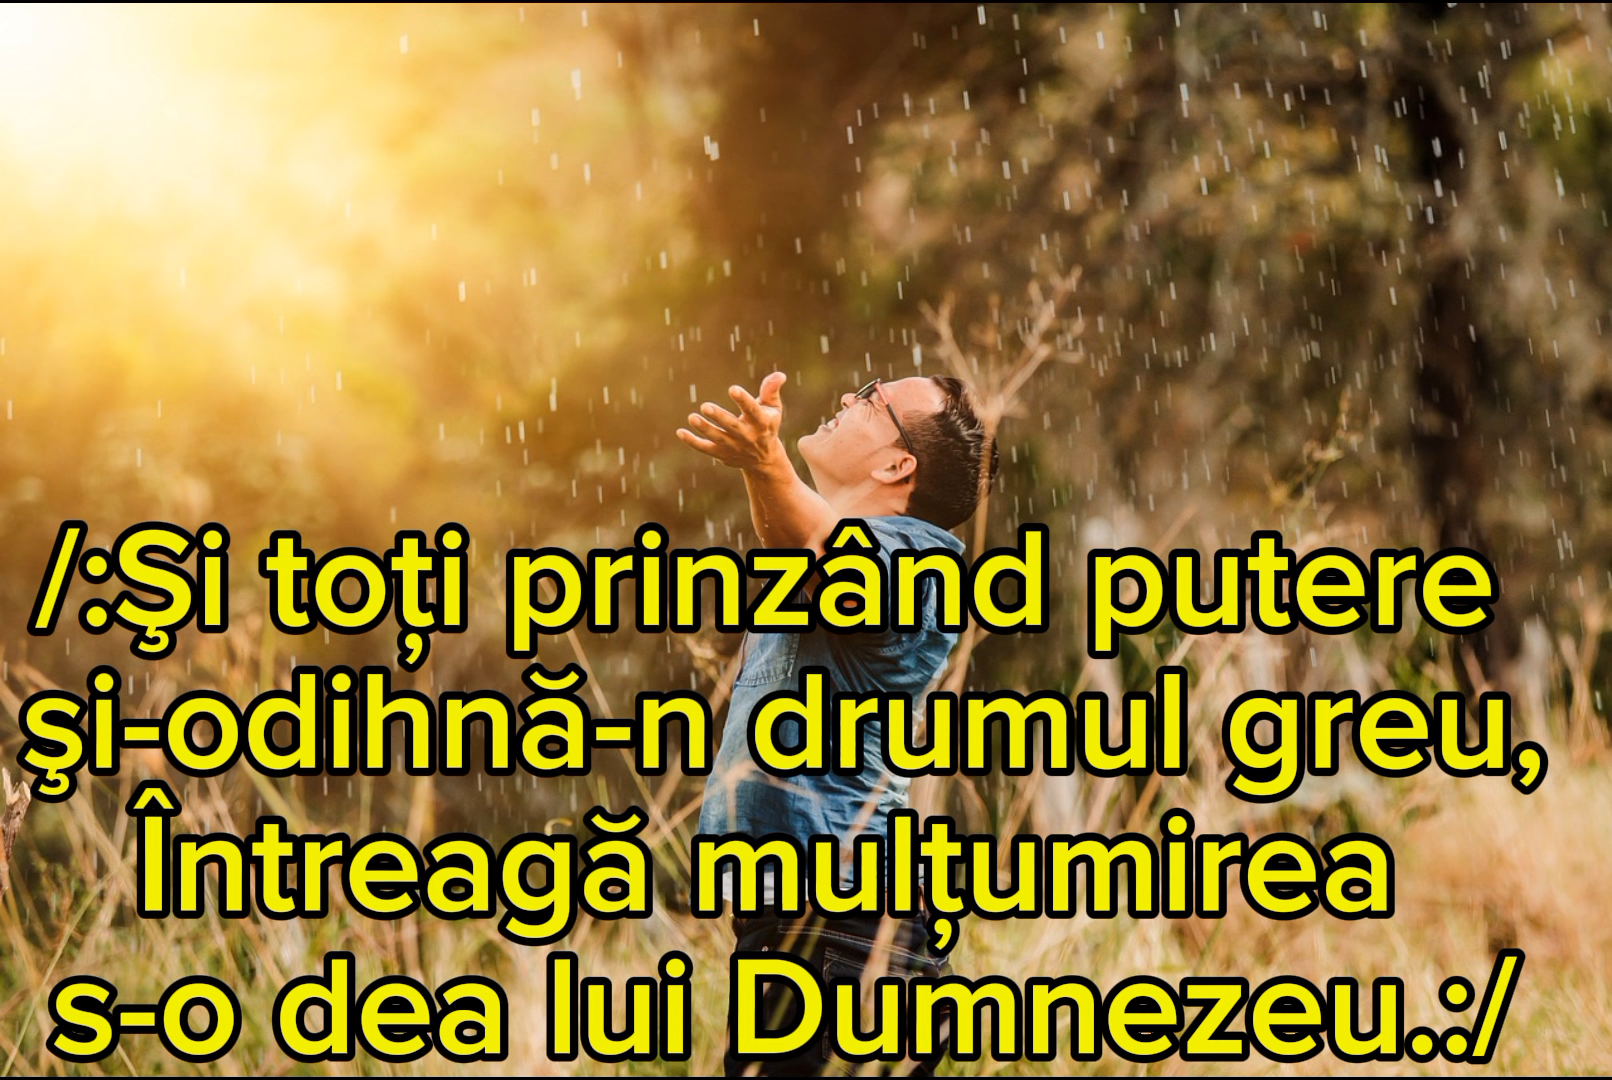 /:Şi toți prinzând putere
şi-odihnă-n drumul greu,
Întreagă mulțumirea
s-o dea lui Dumnezeu.:/